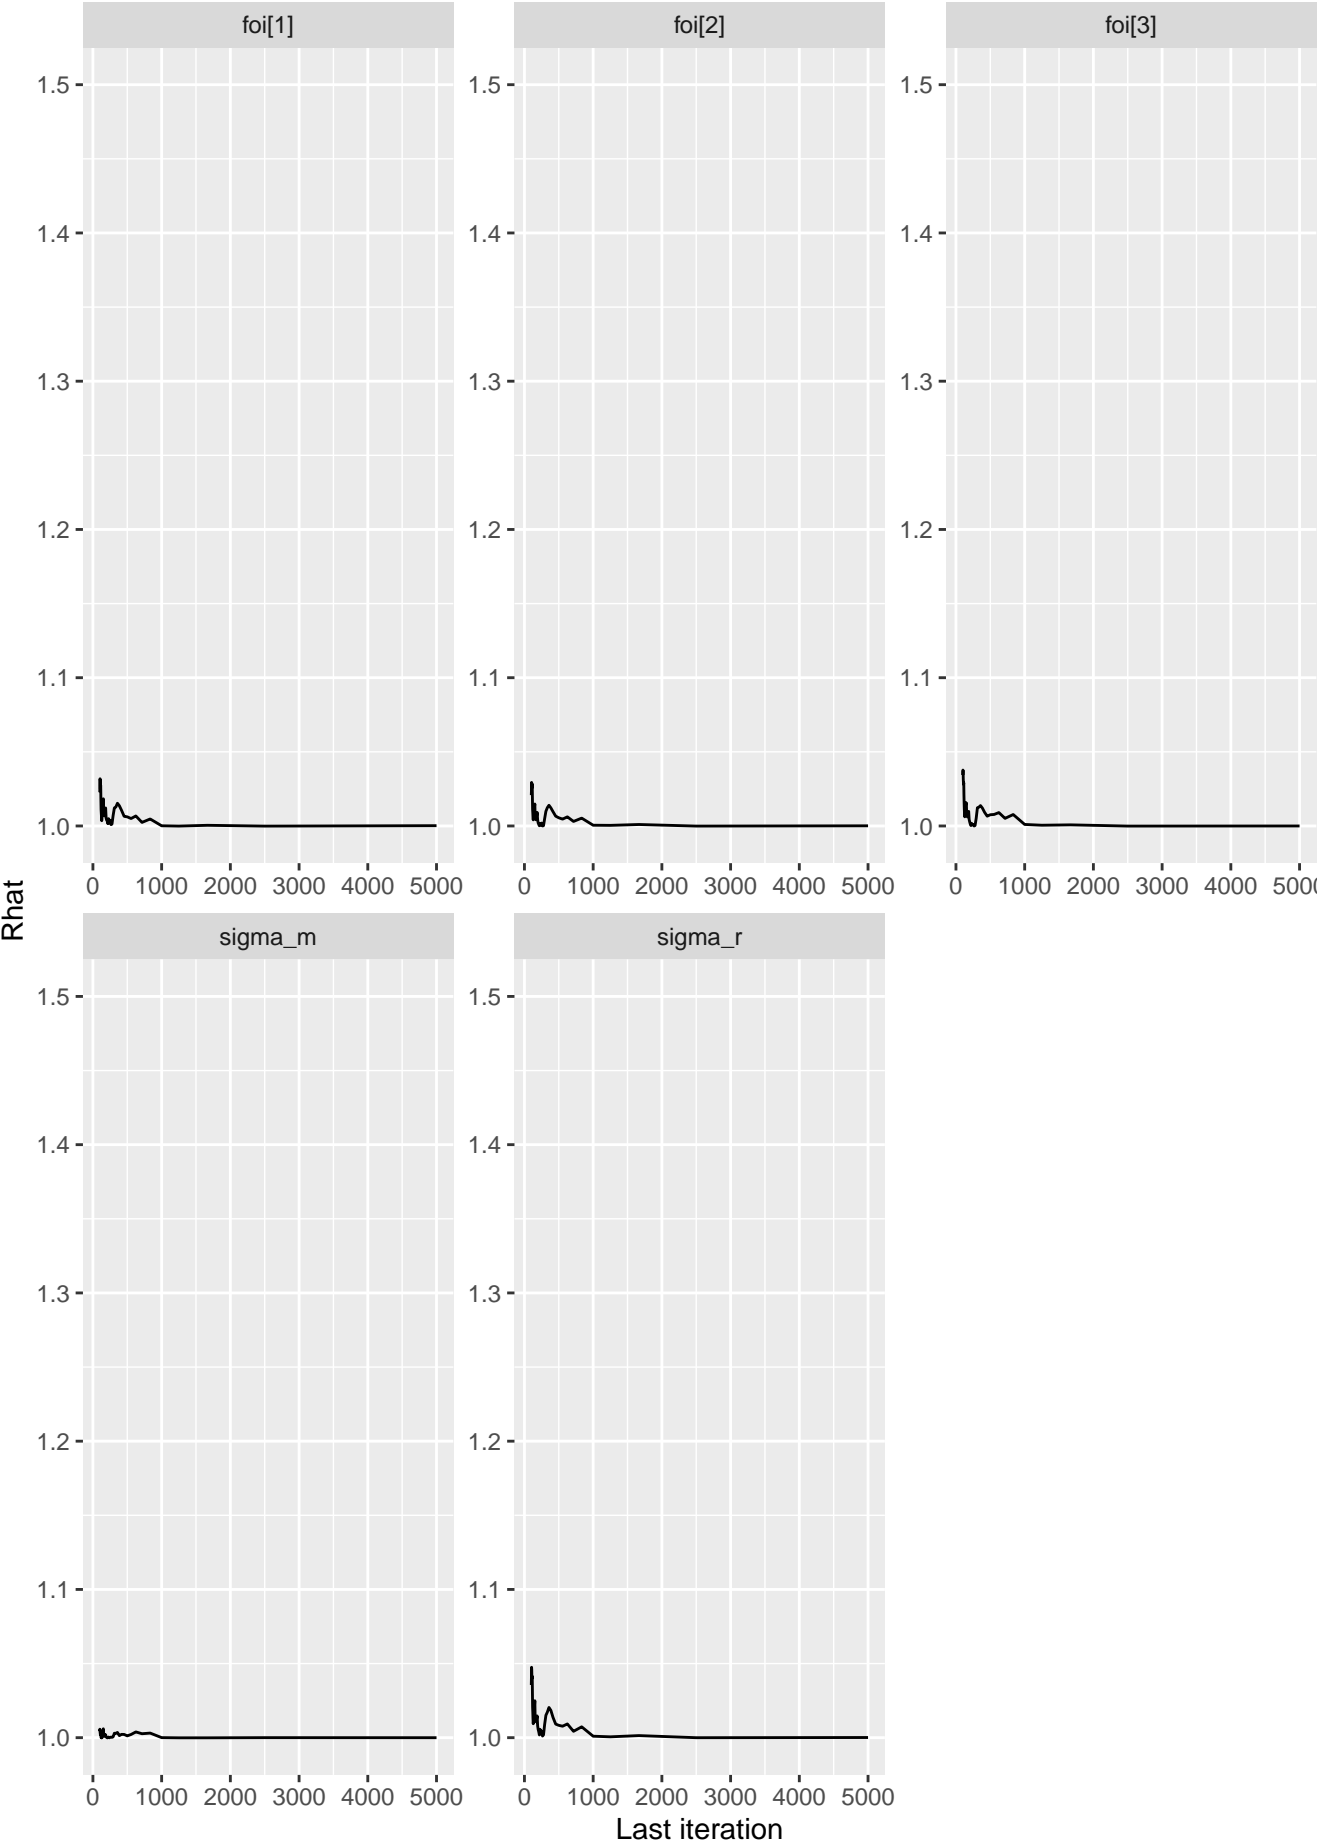 foi[1] foi[2] foi[3]
1.5 1.5 1.5
1.4 1.4 1.4
1.3 1.3 1.3
1.2 1.2 1.2
1.1 1.1 1.1
1.0 1.0 1.0
0 1000 2000 3000 4000 5000 0 1000 2000 3000 4000 5000 0 1000 2000 3000 4000 5000
Rhat
sigma_m sigma_r
1.5 1.5
1.4 1.4
1.3 1.3
1.2 1.2
1.1 1.1
1.0 1.0
0 1000 2000 3000 4000 5000 0 1000 2000 3000 4000 5000
Last iteration